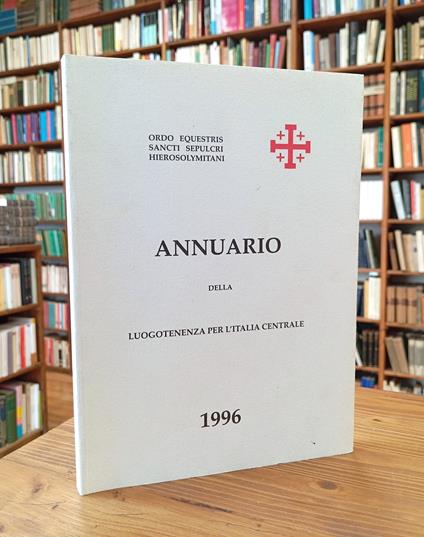 ORDO EQUESTRIS
SANCTI SEPULCRI
HIEROSOLYMITANI
ANNUARIO
DELLA
LUOGOTENENZA PER L'ITALIA CENTRALE
1996